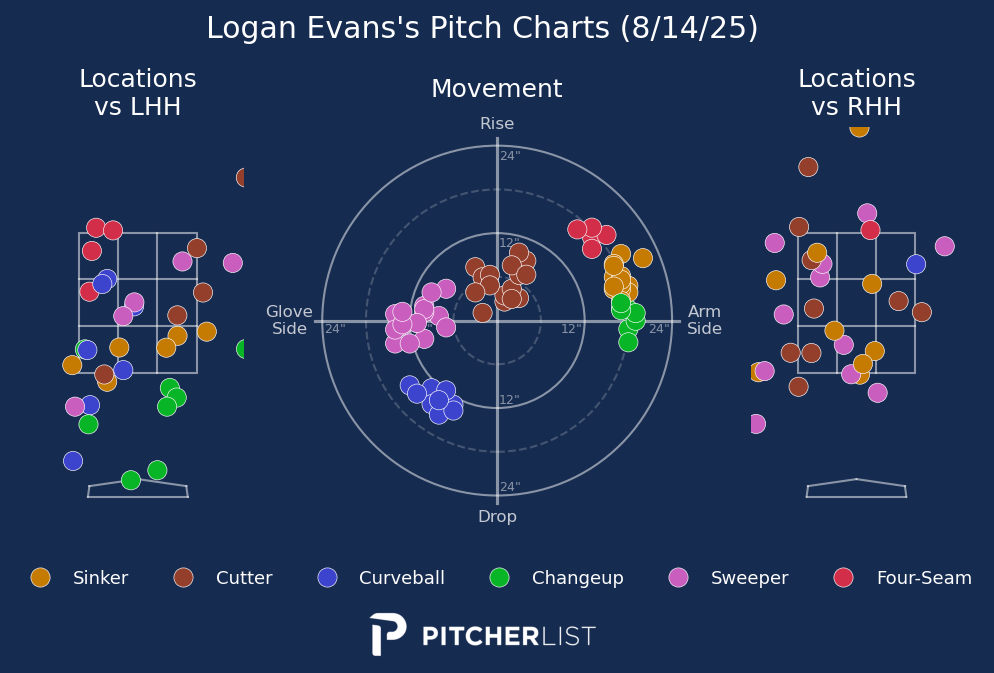 Logan Evans's Pitch Charts (8/14/25)
Locations
vs LHH
Movement
Locations
vs RHH
Rise
24"
12"
Glove
Side
24"
12"
24"
Arm
Side
12"
24"
Drop
Sinker
Cutter
Curveball
Changeup
Sweeper
Four-Seam
PITCHERLIST